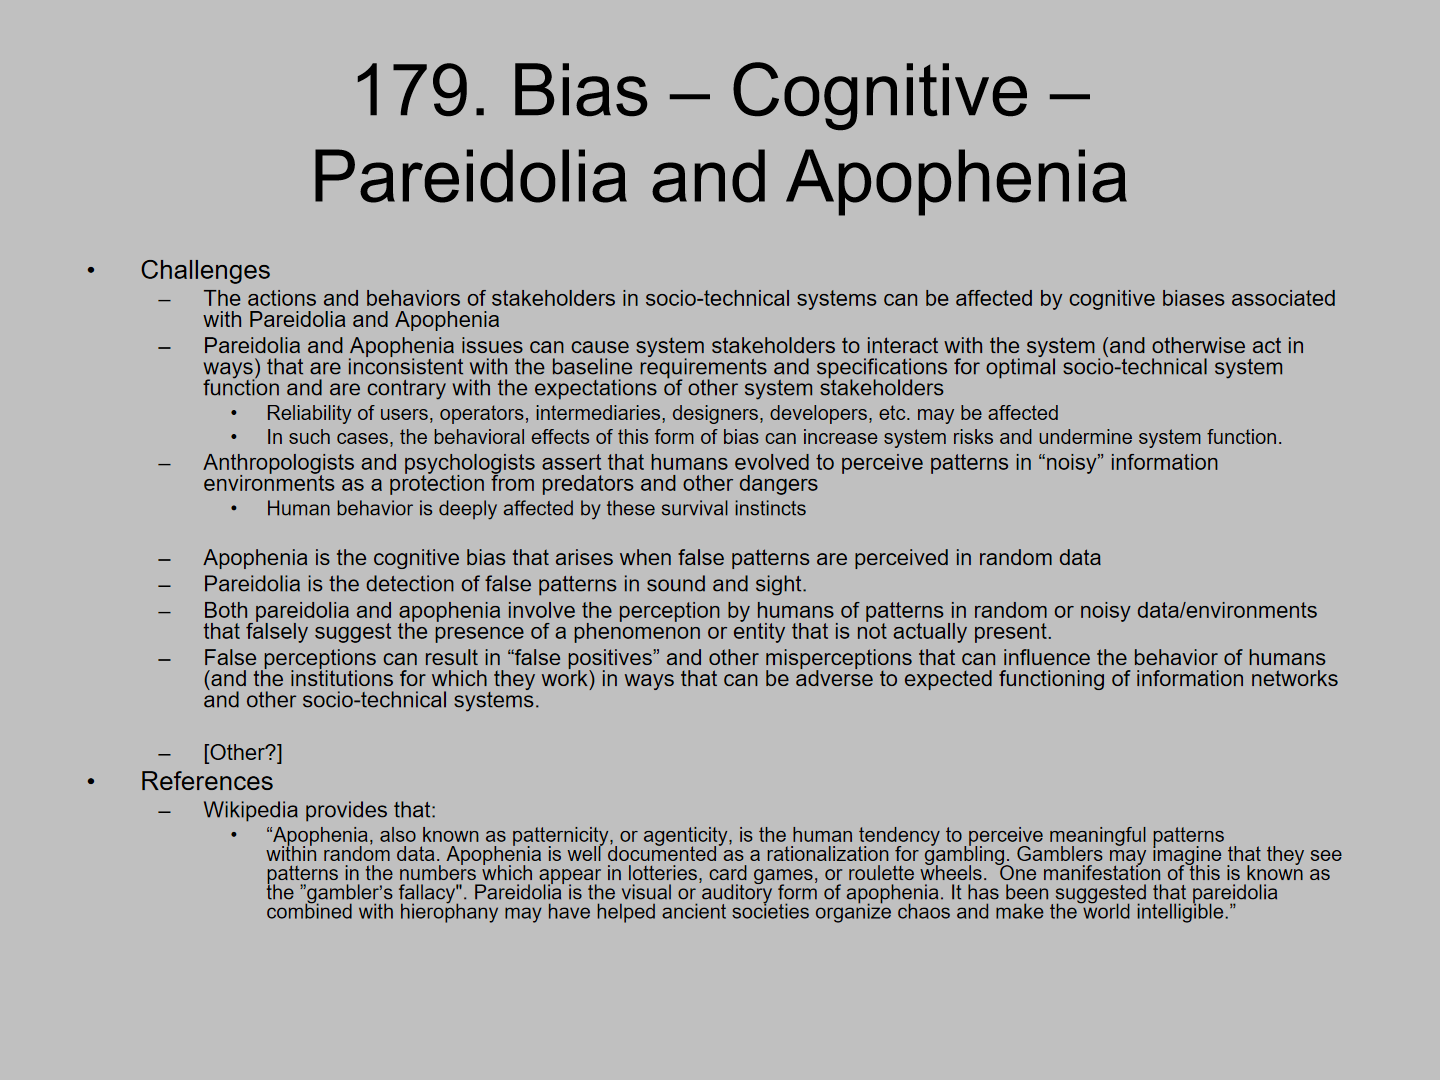 179. Bias – Cognitive –
Pareidolia and Apophenia
• Challenges
– The actions and behaviors of stakeholders in socio-technical systems can be affected by cognitive biases associated
with Pareidolia and Apophenia
– Pareidolia and Apophenia issues can cause system stakeholders to interact with the system (and otherwise act in
ways) that are inconsistent with the baseline requirements and specifications for optimal socio-technical system
function and are contrary with the expectations of other system stakeholders
• Reliability of users, operators, intermediaries, designers, developers, etc. may be affected
• In such cases, the behavioral effects of this form of bias can increase system risks and undermine system function.
– Anthropologists and psychologists assert that humans evolved to perceive patterns in “noisy” information
environments as a protection from predators and other dangers
• Human behavior is deeply affected by these survival instincts
– Apophenia is the cognitive bias that arises when false patterns are perceived in random data
– Pareidolia is the detection of false patterns in sound and sight.
– Both pareidolia and apophenia involve the perception by humans of patterns in random or noisy data/environments
that falsely suggest the presence of a phenomenon or entity that is not actually present.
– False perceptions can result in “false positives” and other misperceptions that can influence the behavior of humans
(and the institutions for which they work) in ways that can be adverse to expected functioning of information networks
and other socio-technical systems.
– [Other?]
• References
– Wikipedia provides that:
• “Apophenia, also known as patternicity, or agenticity, is the human tendency to perceive meaningful patterns
within random data. Apophenia is well documented as a rationalization for gambling. Gamblers may imagine that they see
patterns in the numbers which appear in lotteries, card games, or roulette wheels.  One manifestation of this is known as
the ”gambler’s fallacy". Pareidolia is the visual or auditory form of apophenia. It has been suggested that pareidolia
combined with hierophany may have helped ancient societies organize chaos and make the world intelligible.”